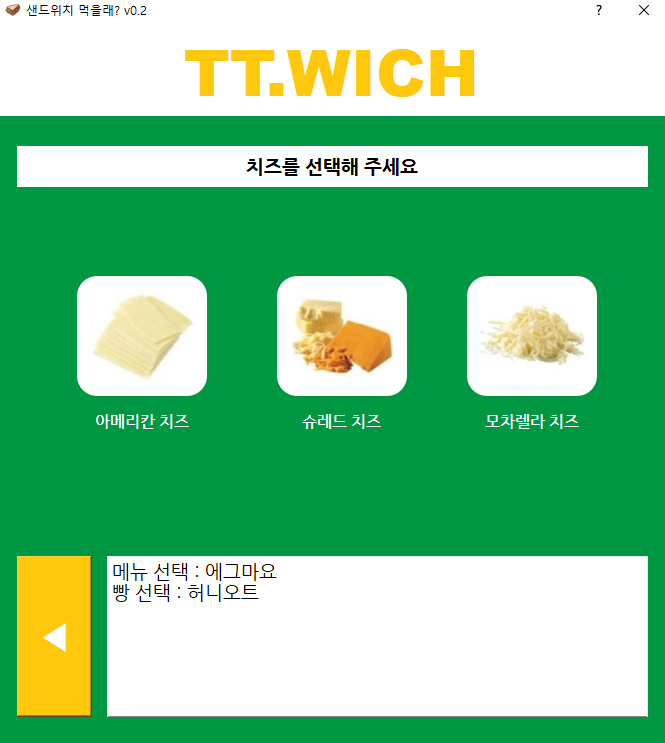 샌드위치 먹을래? v0.2
TT.WICH
치즈를 선택해 주세요
아메리칸 치즈
슈레드 치즈
모차렐라 치즈
메뉴 선택 : 에그마요
빵 선택 : 허니오트